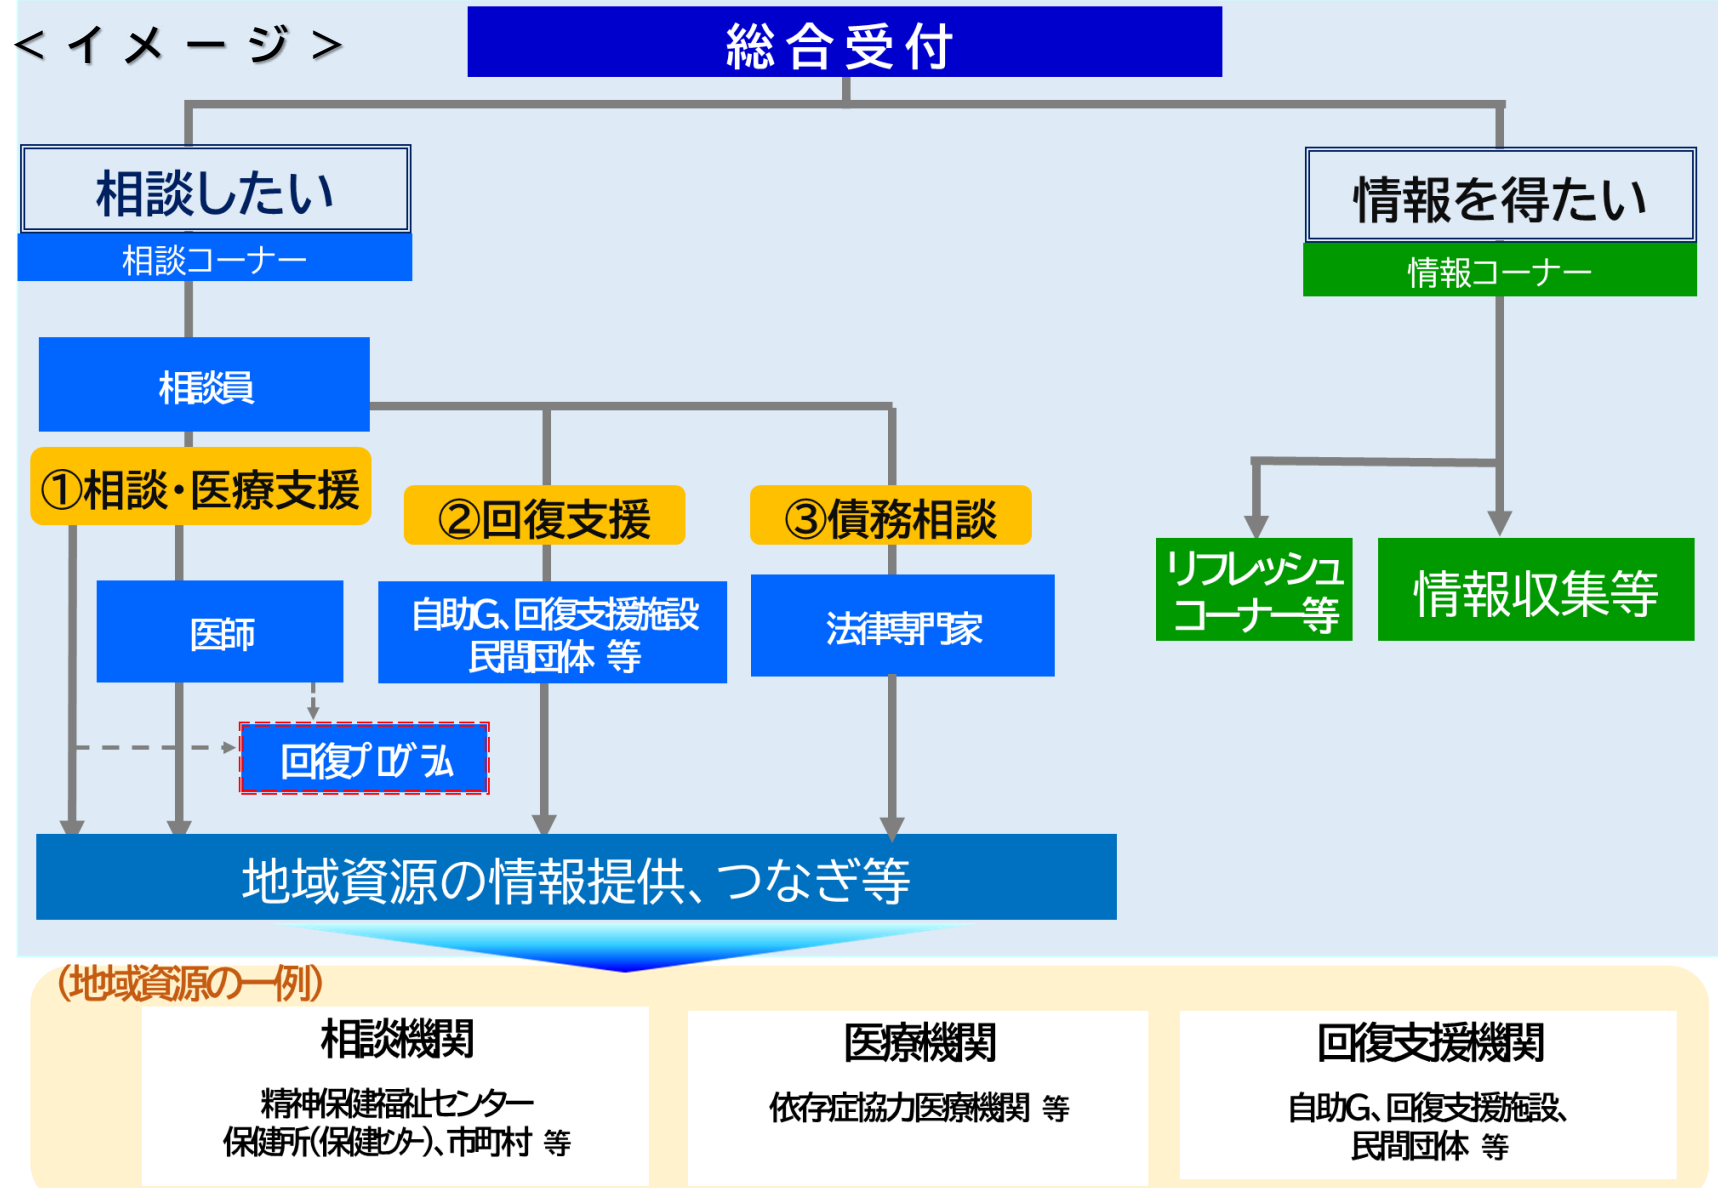 ＜イメージ＞
総合受付
相談したい
情報を得たい
相談コーナー
情報コーナー
相談員
①相談・医療支援
②回復支援
③債務相談
リフレッシュ
コーナー等
情報収集等
医師
自助G、回復支援施設
民間団体 等
法律専門家
回復ﾌﾟﾛｸﾞﾗﾑ
地域資源の情報提供、つなぎ等
（地域資源の一例）
相談機関
精神保健福祉センター
保健所（保健ｾﾝﾀｰ）、市町村 等
医療機関
依存症協力医療機関 等
回復支援機関
自助G、回復支援施設、
民間団体 等